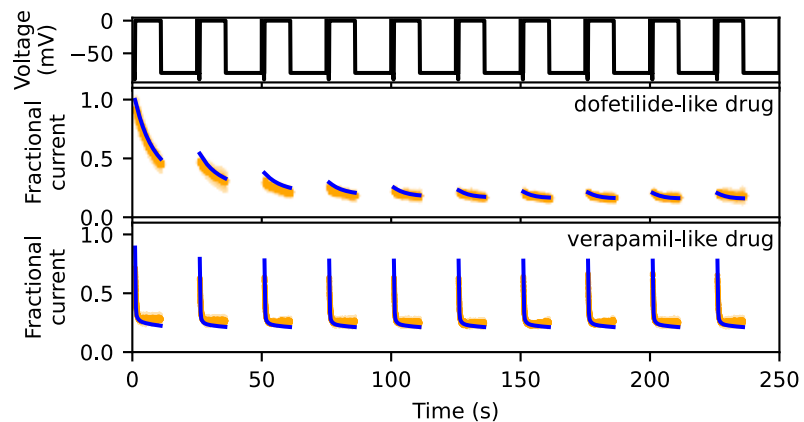 0
−50
Voltage
(mV)
dofetilide-like drug
1.0
0.5
0.0
Fractional
current
verapamil-like drug
1.0
0.5
0.0
Fractional
current
0 50 100 150 200 250
Time (s)